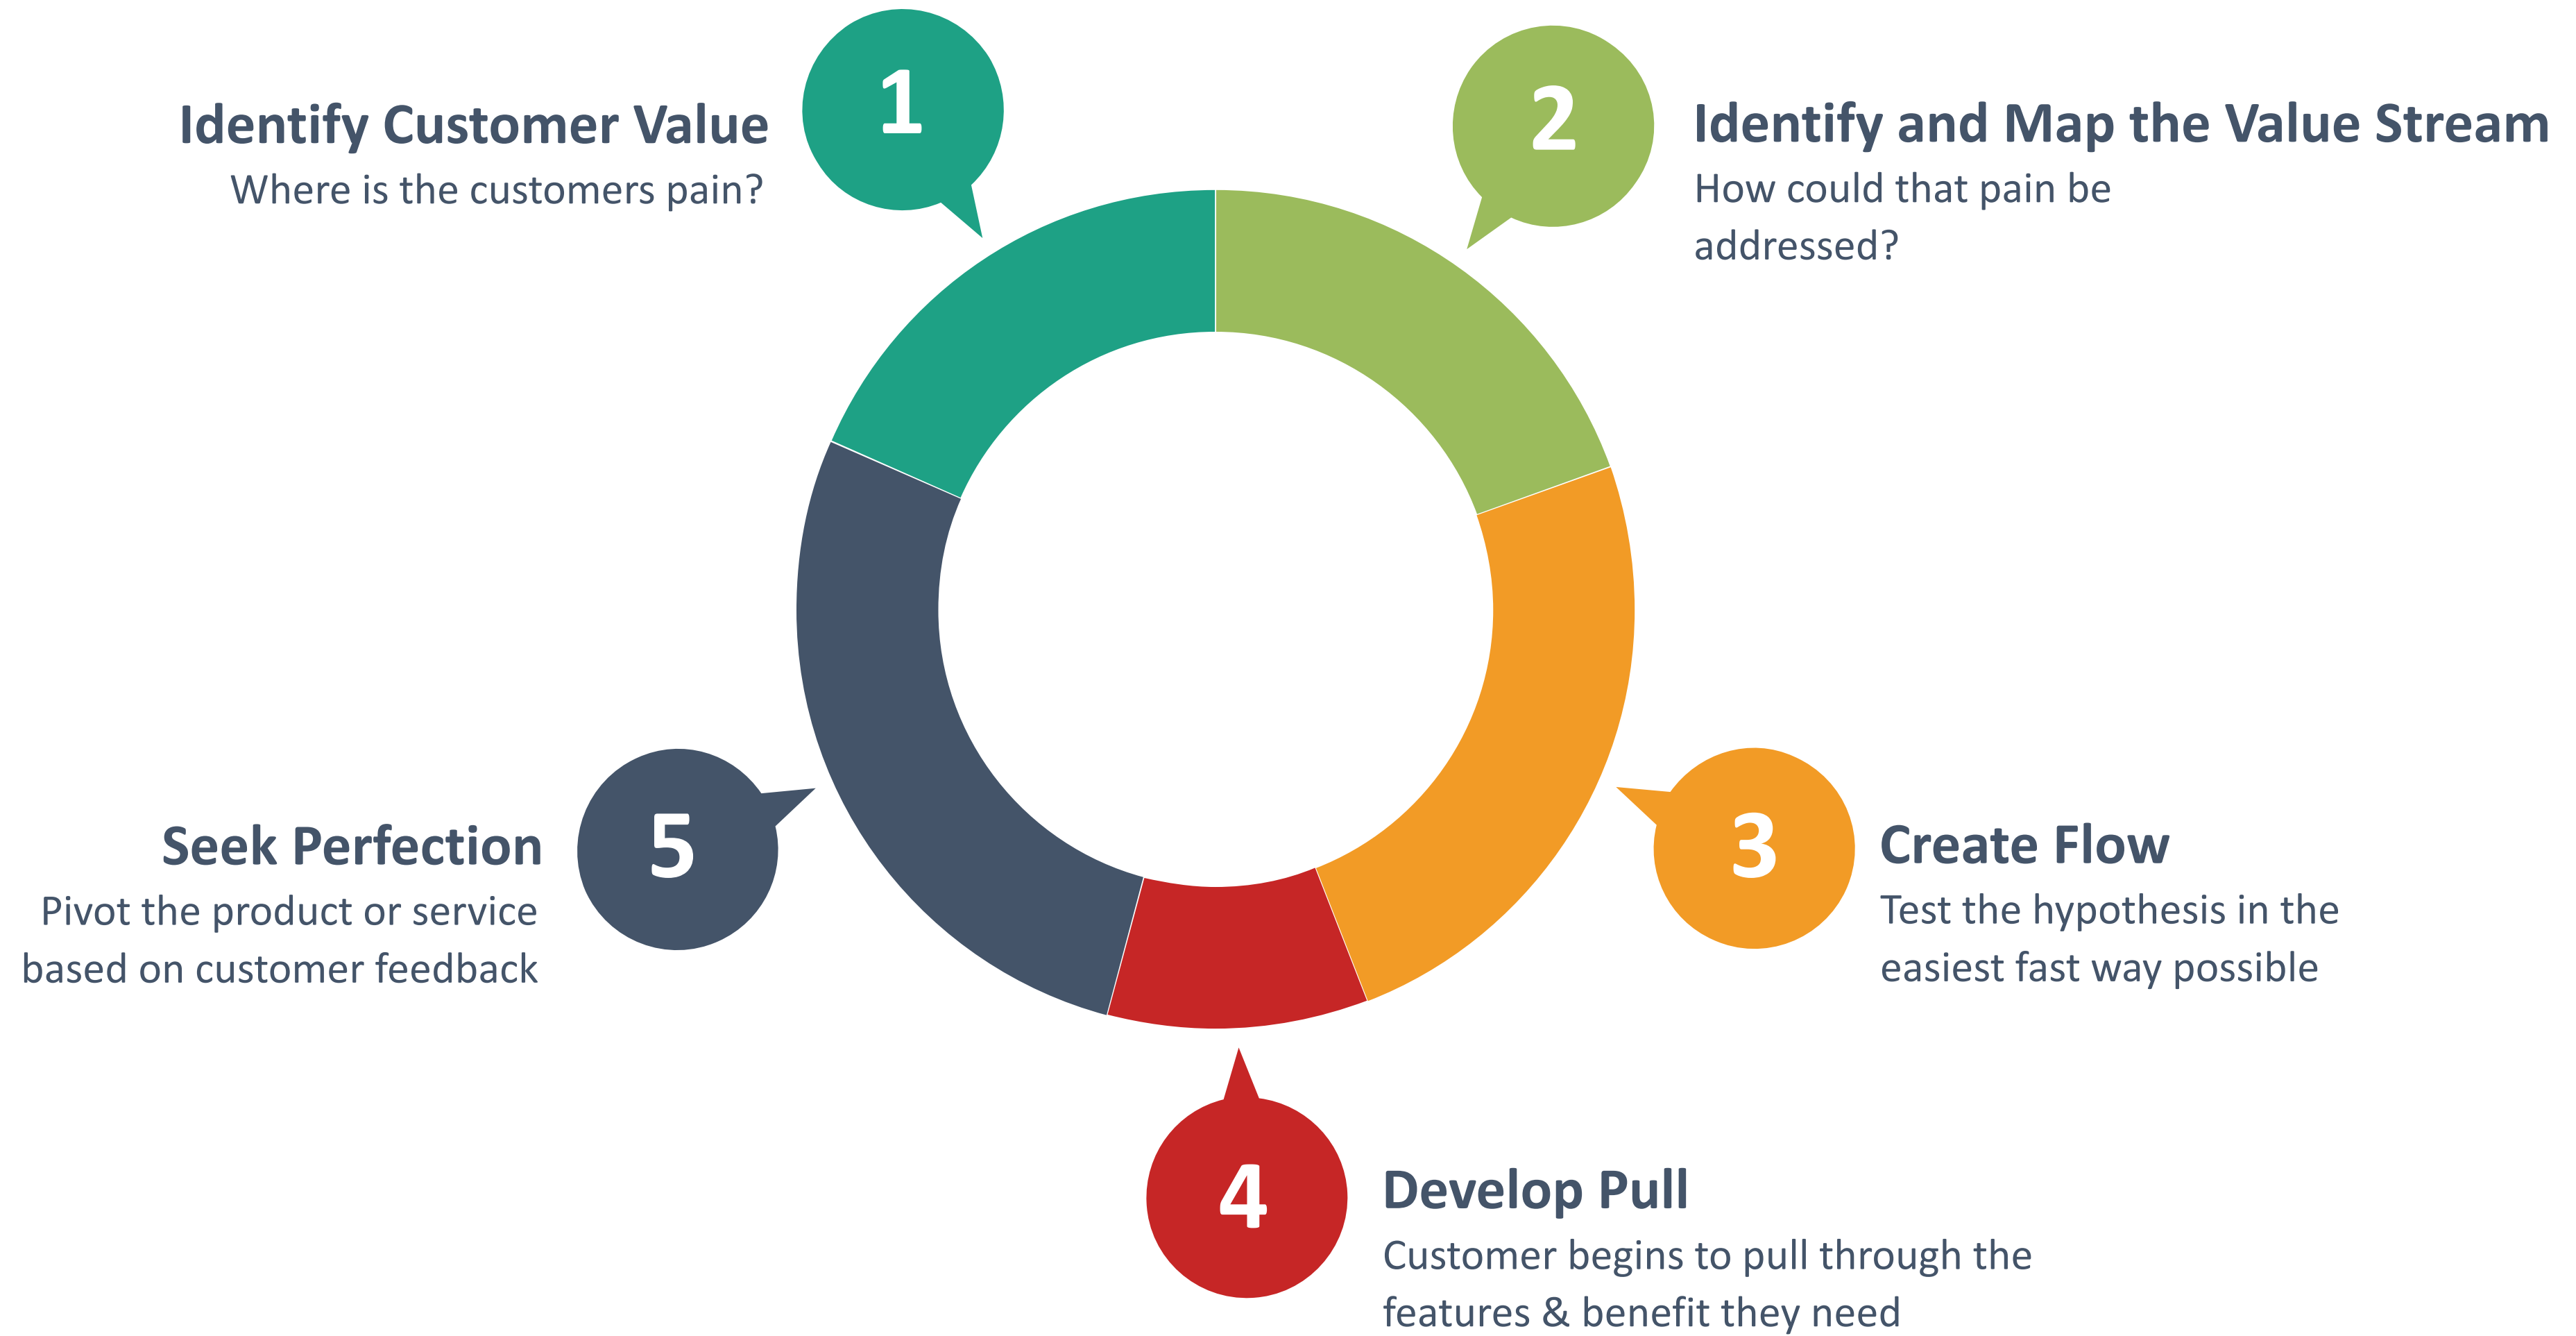 1
Identify Customer Value
Where is the customers pain?
2
Identify and Map the Value Stream
How could that pain be
addressed?
3
Create Flow
Test the hypothesis in the
easiest fast way possible
4
Develop Pull
Customer begins to pull through the
features & benefit they need
5
Seek Perfection
Pivot the product or service
based on customer feedback